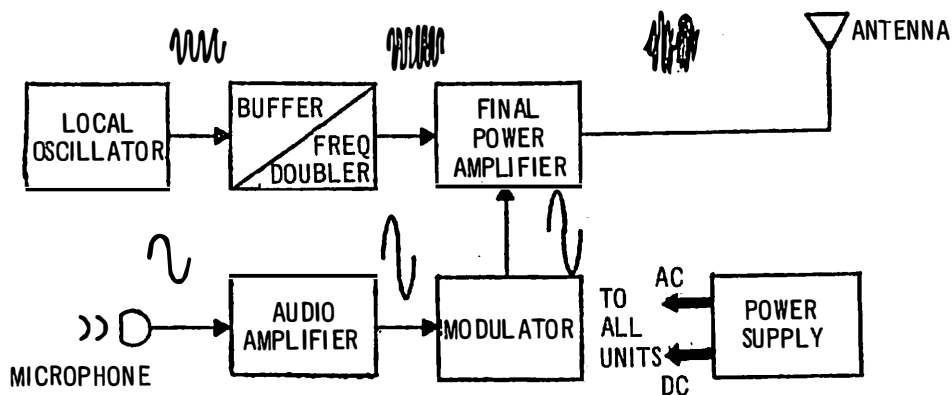 ANTENNA
LOCAL
OSCILLATOR
BUFFER
FREQ
DOUBLER
FINAL
POWER
AMPLIFIER
MICROPHONE
AUDIO
AMPLIFIER
MODULATOR
TO
ALL
UNITS
AC
DC
POWER
SUPPLY